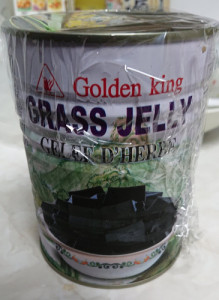 Golden king
GRASS JELLY
GELEE D'HERBE